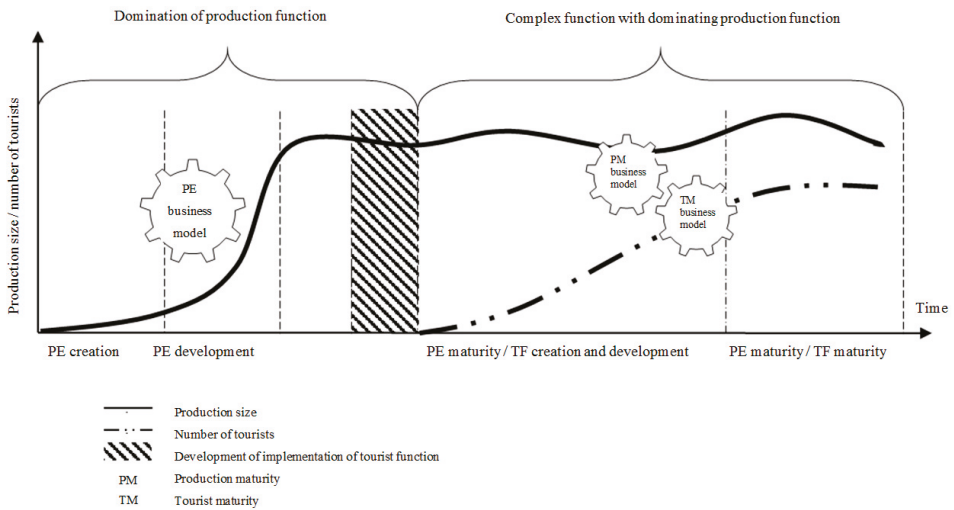 Domination of production function
Complex function with dominating production function
Production size / number of tourists
PE
business
model
PM
business
model
TM
business
model
Time
PE creation
PE development
PE maturity / TF creation and development
PE maturity / TF maturity
Production size
Number of tourists
Development of implementation of tourist function
PM
Production maturity
TM
Tourist maturity